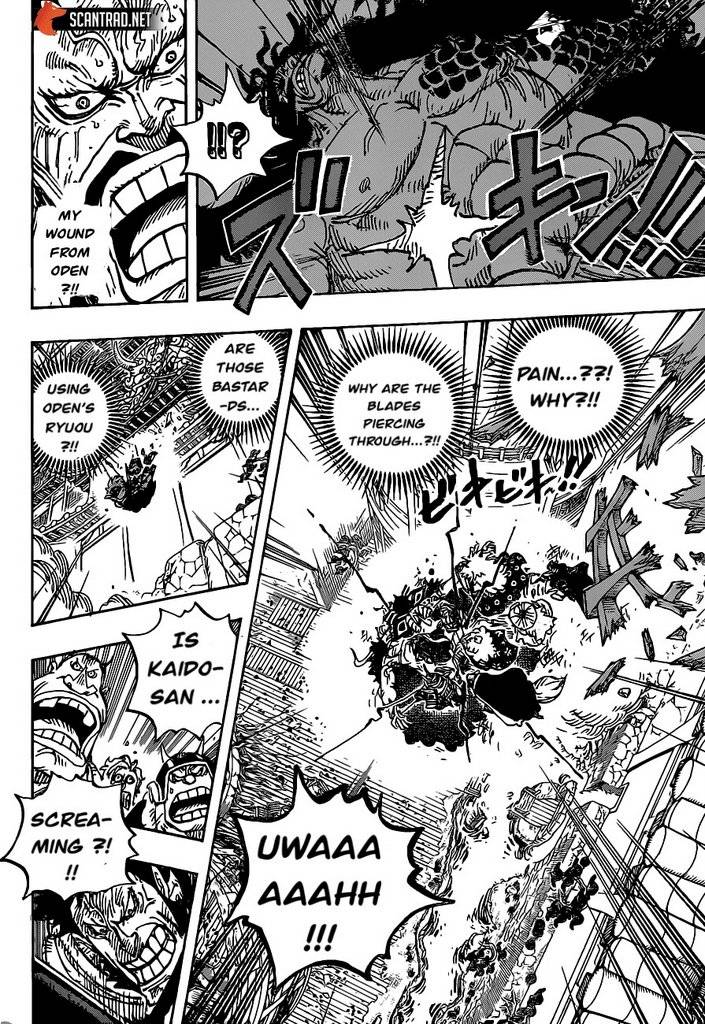 SCANTRAD.NET
!!?
ズキン!!!
MY
WOUND
FROM
ODEN
?!!
PAIN...??!
WHY?!!
WHY ARE THE
BLADES
PIERCING
THROUGH...?!!
ビキビキ!!
ARE
THOSE
BASTAR
-DS...
USING
ODEN'S
RYUOU
?!!
UWAAA
AAAHH
!!!
IS
KAIDO-
SAN ...
SCREA-
MING ?!
!!